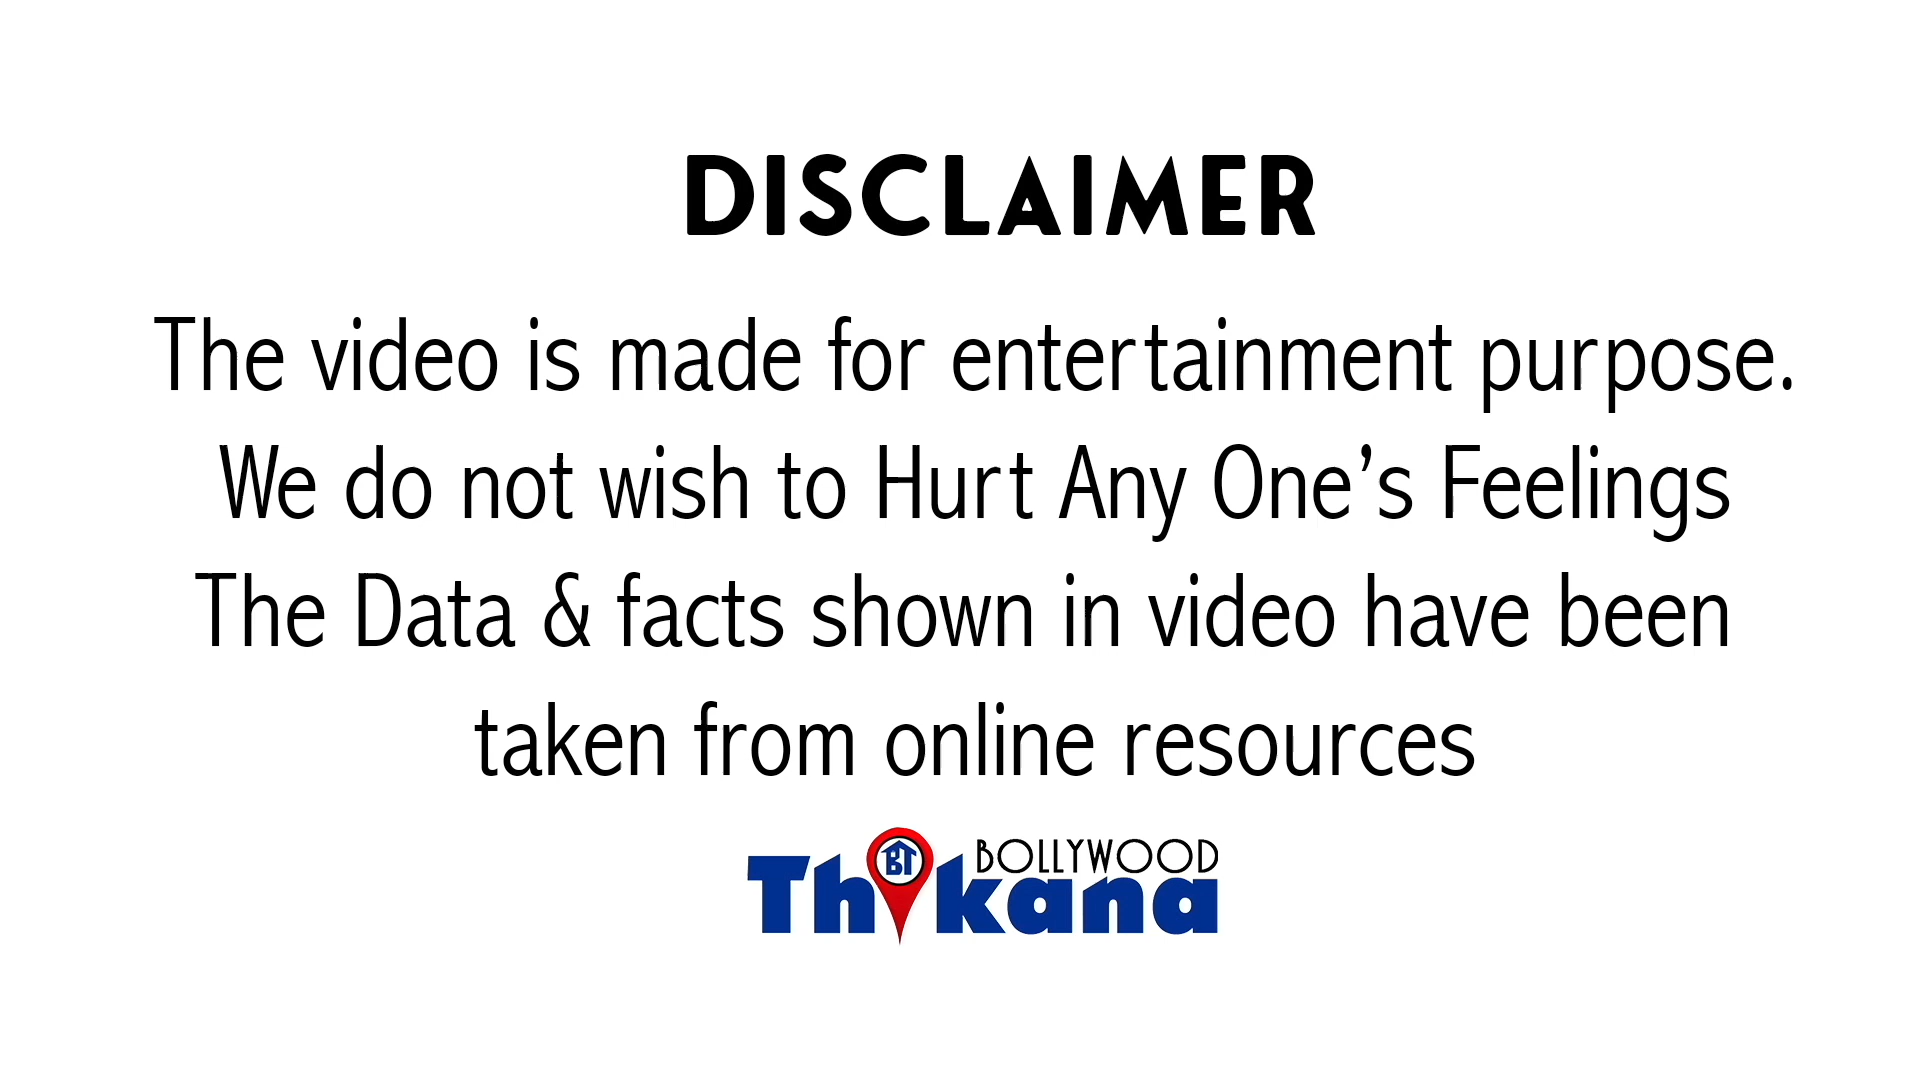 DISCLAIMER
The video is made for entertainment purpose.
We do not wish to Hurt Any One’s Feelings
The Data & facts shown in video have been
taken from online resources
BT
BOLLYWOOD
Thikana